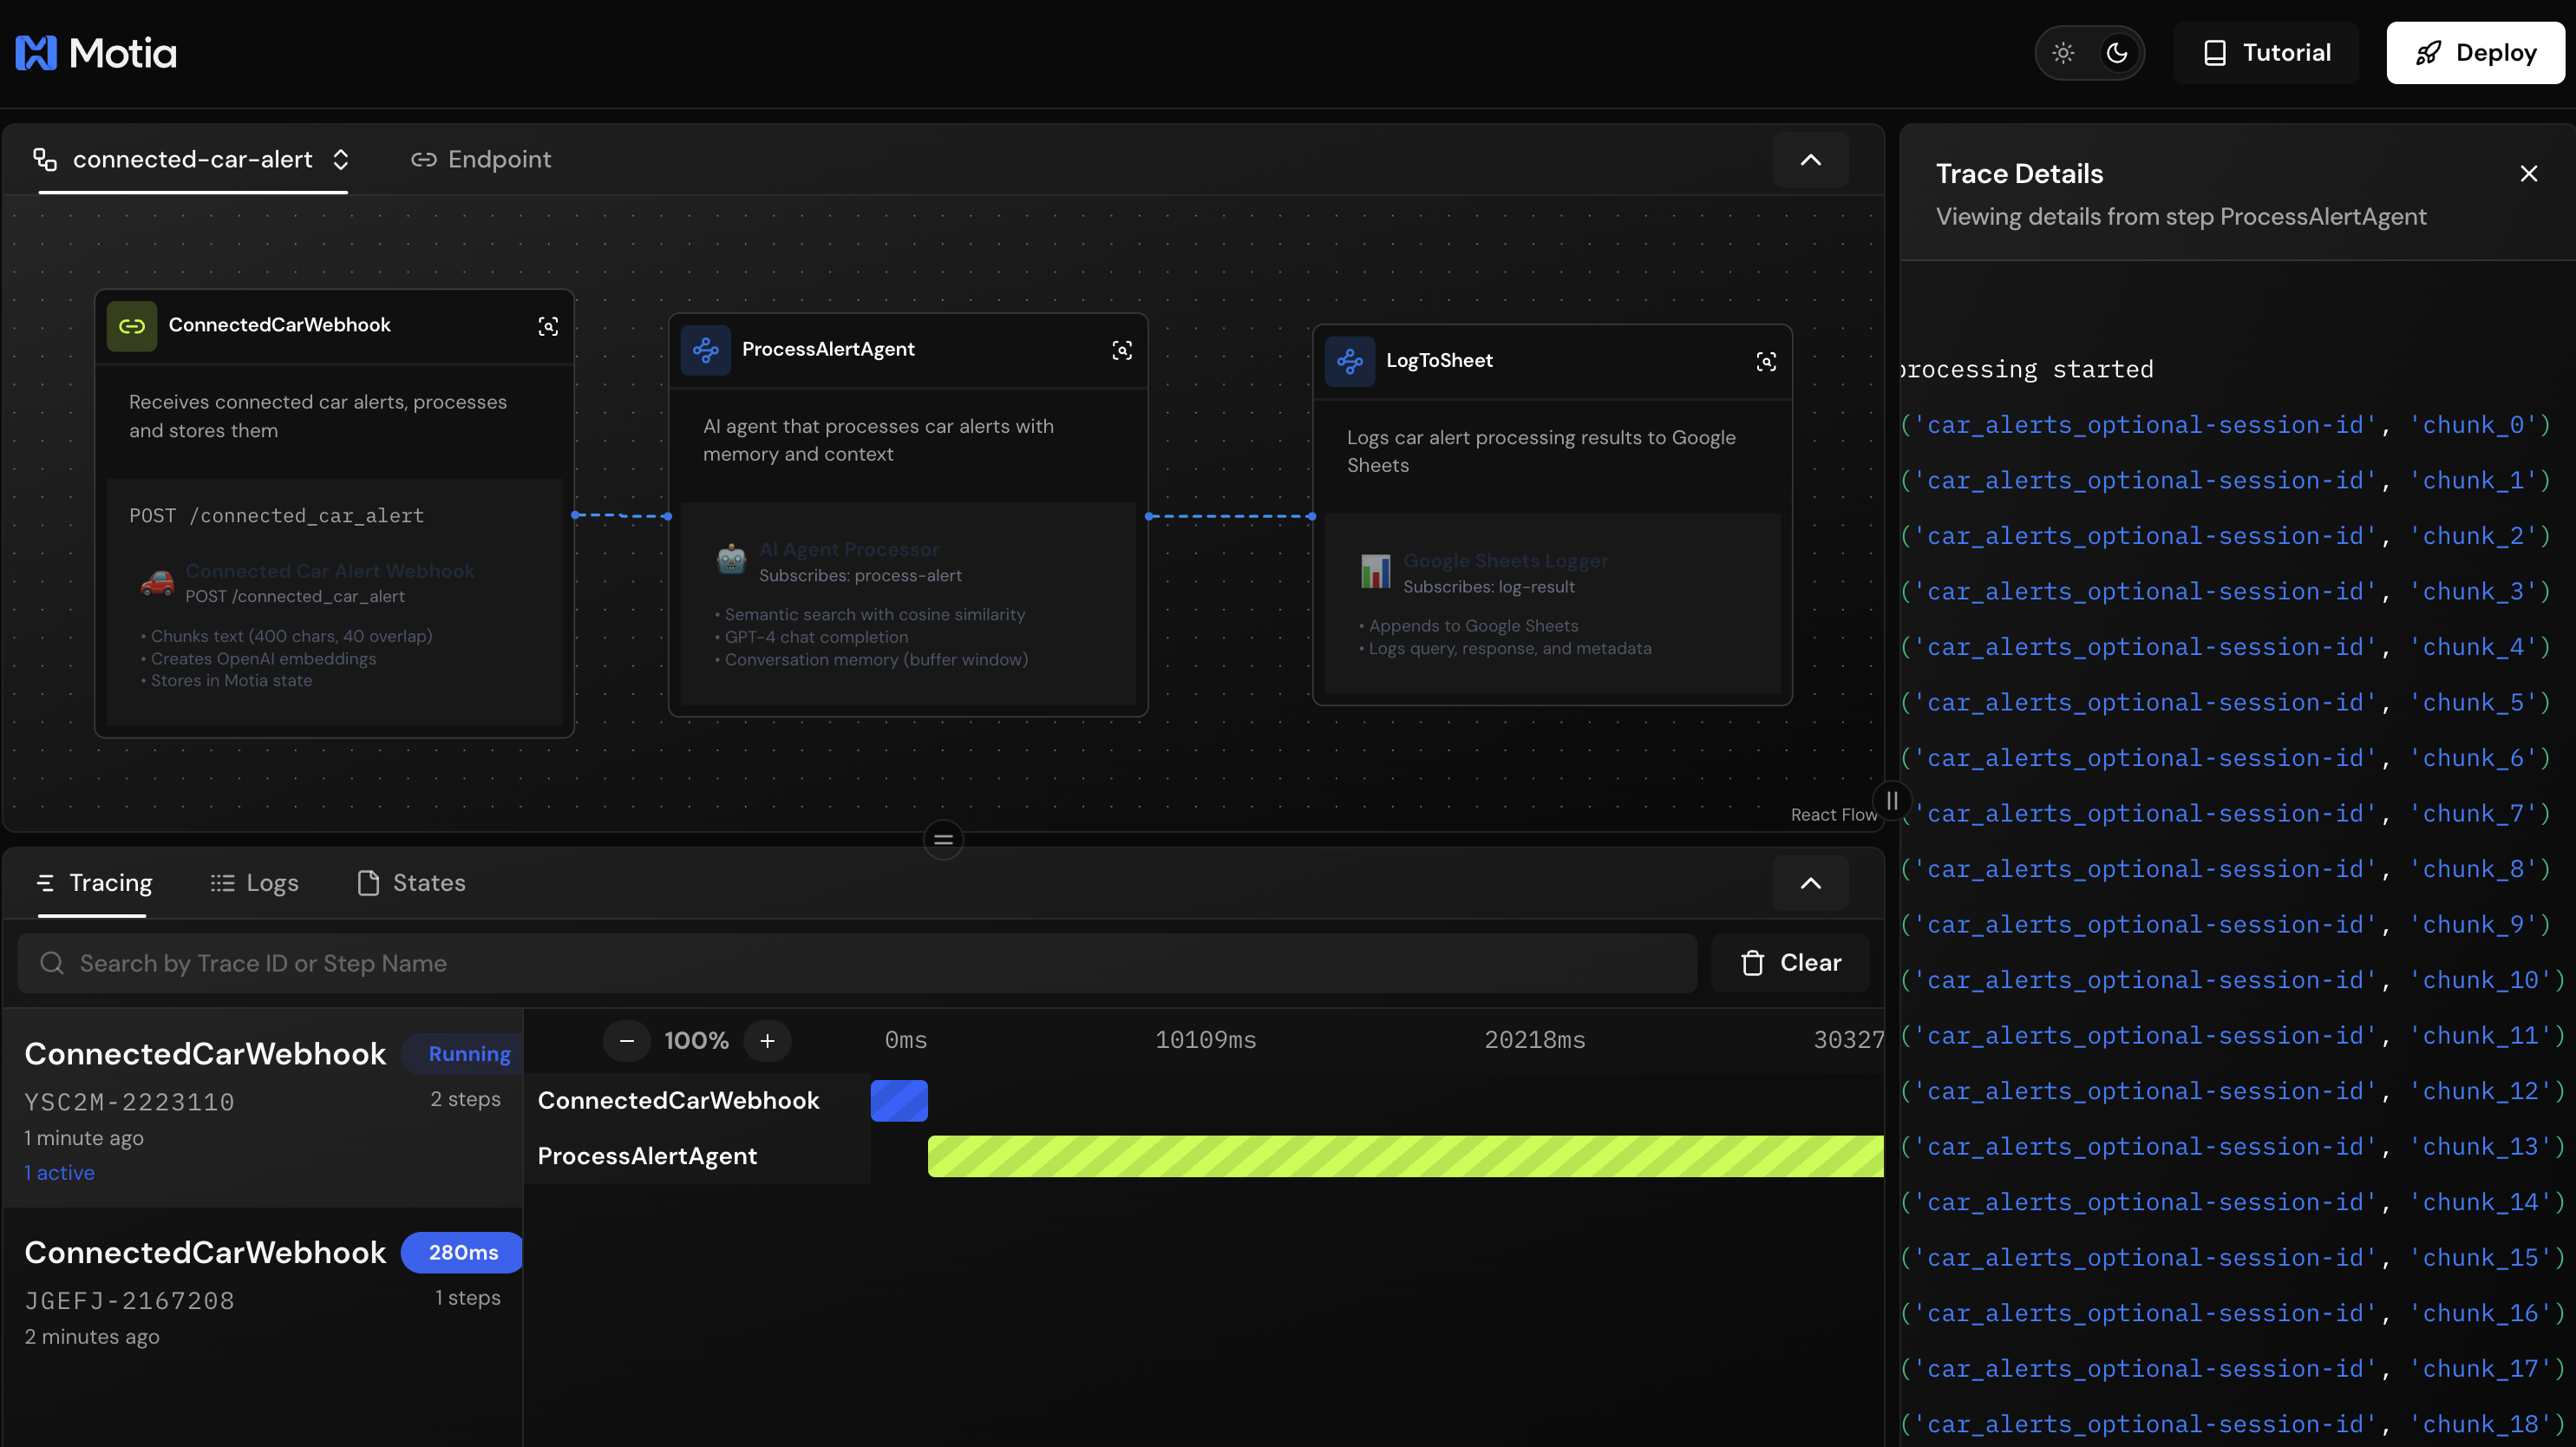 Motia
Tutorial
Deploy
connected-car-alert
Endpoint
ConnectedCarWebhook
Receives connected car alerts, processes
and stores them
POST /connected_car_alert
Connected Car Alert Webhook
POST /connected_car_alert
• Chunks text (400 chars, 40 overlap)
• Creates OpenAI embeddings
• Stores in Motia state
ProcessAlertAgent
AI agent that processes car alerts with
memory and context
AI Agent Processor
Subscribes: process-alert
• Semantic search with cosine similarity
• GPT-4 chat completion
• Conversation memory (buffer window)
LogToSheet
Logs car alert processing results to Google
Sheets
Google Sheets Logger
Subscribes: log-result
• Appends to Google Sheets
• Logs query, response, and metadata
React Flow
Tracing
Logs
States
Search by Trace ID or Step Name
Clear
ConnectedCarWebhook
Running
YSC2M-2223110
2 steps
1 minute ago
1 active
ConnectedCarWebhook
280ms
JGEFJ-2167208
1 steps
2 minutes ago
100%
0ms
10109ms
20218ms
30327
ConnectedCarWebhook
ProcessAlertAgent
Trace Details
Viewing details from step ProcessAlertAgent
processing started
('car_alerts_optional-session-id', 'chunk_0')
('car_alerts_optional-session-id', 'chunk_1')
('car_alerts_optional-session-id', 'chunk_2')
('car_alerts_optional-session-id', 'chunk_3')
('car_alerts_optional-session-id', 'chunk_4')
('car_alerts_optional-session-id', 'chunk_5')
('car_alerts_optional-session-id', 'chunk_6')
('car_alerts_optional-session-id', 'chunk_7')
('car_alerts_optional-session-id', 'chunk_8')
('car_alerts_optional-session-id', 'chunk_9')
('car_alerts_optional-session-id', 'chunk_10')
('car_alerts_optional-session-id', 'chunk_11')
('car_alerts_optional-session-id', 'chunk_12')
('car_alerts_optional-session-id', 'chunk_13')
('car_alerts_optional-session-id', 'chunk_14')
('car_alerts_optional-session-id', 'chunk_15')
('car_alerts_optional-session-id', 'chunk_16')
('car_alerts_optional-session-id', 'chunk_17')
('car_alerts_optional-session-id', 'chunk_18')